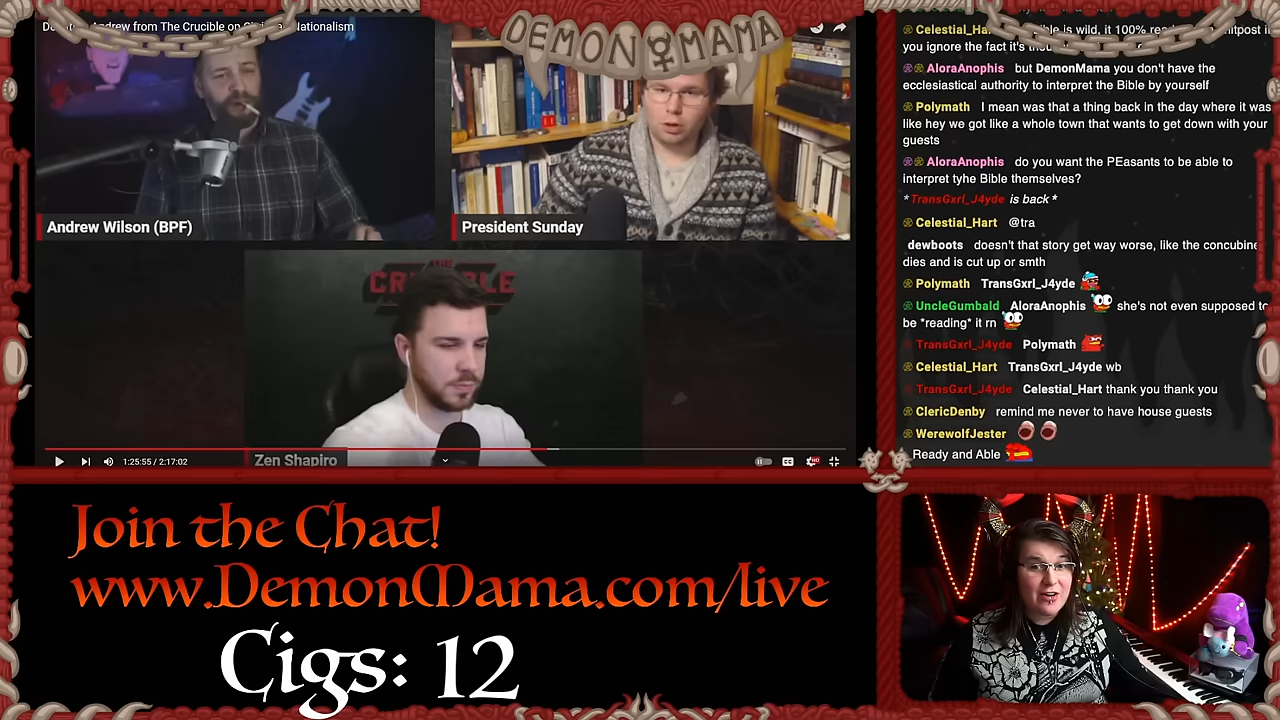 Andrew from The Crucible on
Nationalism
DEMON MAMA
Andrew Wilson (BPF)
President Sunday
THE
CRUCIBLE
Zen Shapiro
1:25:55 / 2:17:02
CC
HD
you ignore the fact it's
AloraAnophis but DemonMama you don't have the
ecclesiastical authority to interpret the Bible by yourself
Polymath I mean was that a thing back in the day where it was
like hey we got like a whole town that wants to get down with your
guests
AloraAnophis do you want the PEasants to be able to
interpret tyhe Bible themselves?
*TransGxrl_J4yde is back *
Celestial_Hart @tra
dewboots doesn't that story get way worse, like the concubine
dies and is cut up or smth
Polymath TransGxrl_J4yde
UncleGumbald AloraAnophis she's not even supposed to
be *reading* it rn
TransGxrl_J4yde Polymath
Celestial_Hart TransGxrl_J4yde wb
TransGxrl_J4yde Celestial_Hart thank you thank you
ClericDenby remind me never to have house guests
WerewolfJester
Ready and Able
Join the Chat!
www.DemonMama.com/live
Cigs: 12